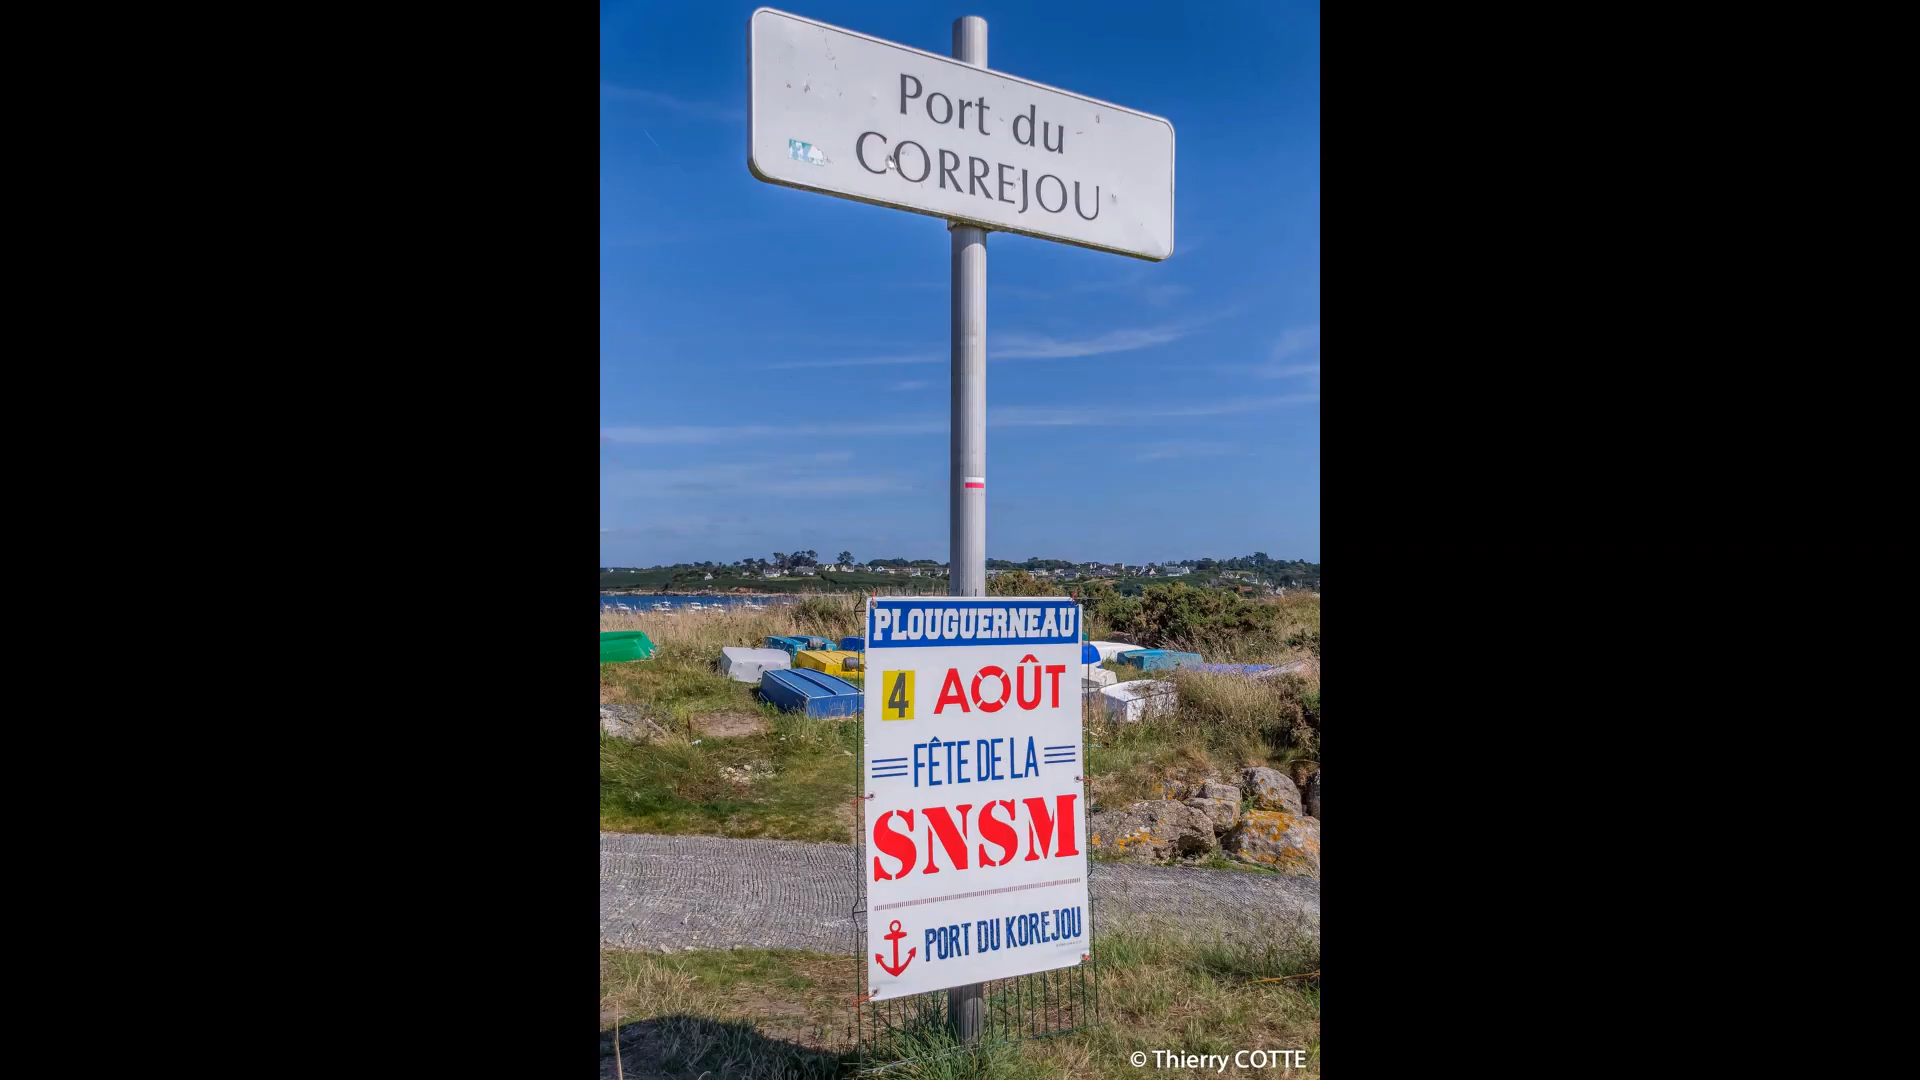 Port du
CORREJOU
PLOUGUERNEAU
4 AOÛT
FÊTE DE LA
SNSM
PORT DU KOREJOU
© Thierry COTTE